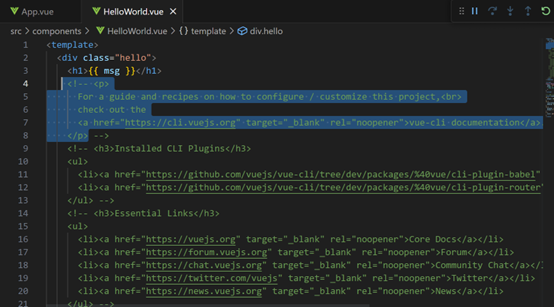 App.vue HelloWorld.vue
src > components > HelloWorld.vue > {} template > div.hello
1 <template>
2 <div class="hello">
3 <h1>{{ msg }}</h1>
4 <!-- <p>
5 For a guide and recipes on how to configure / customize this project,<br>
6 check out the
7 <a href="https://cli.vuejs.org" target="_blank" rel="noopener">vue-cli documentation</a>
8 </p> -->
9 <!-- <h3>Installed CLI Plugins</h3>
10 <ul>
11 <li><a href="https://github.com/vuejs/vue-cli/tree/dev/packages/%40vue/cli-plugin-babel"
12 <li><a href="https://github.com/vuejs/vue-cli/tree/dev/packages/%40vue/cli-plugin-router"
13 </ul> -->
14 <!-- <h3>Essential Links</h3>
15 <ul>
16 <li><a href="https://vuejs.org" target="_blank" rel="noopener">Core Docs</a></li>
17 <li><a href="https://forum.vuejs.org" target="_blank" rel="noopener">Forum</a></li>
18 <li><a href="https://chat.vuejs.org" target="_blank" rel="noopener">Community Chat</a></li>
19 <li><a href="https://twitter.com/vuejs" target="_blank" rel="noopener">Twitter</a></li>
20 <li><a href="https://news.vuejs.org" target="_blank" rel="noopener">News</a></li>
21 </ul> -->